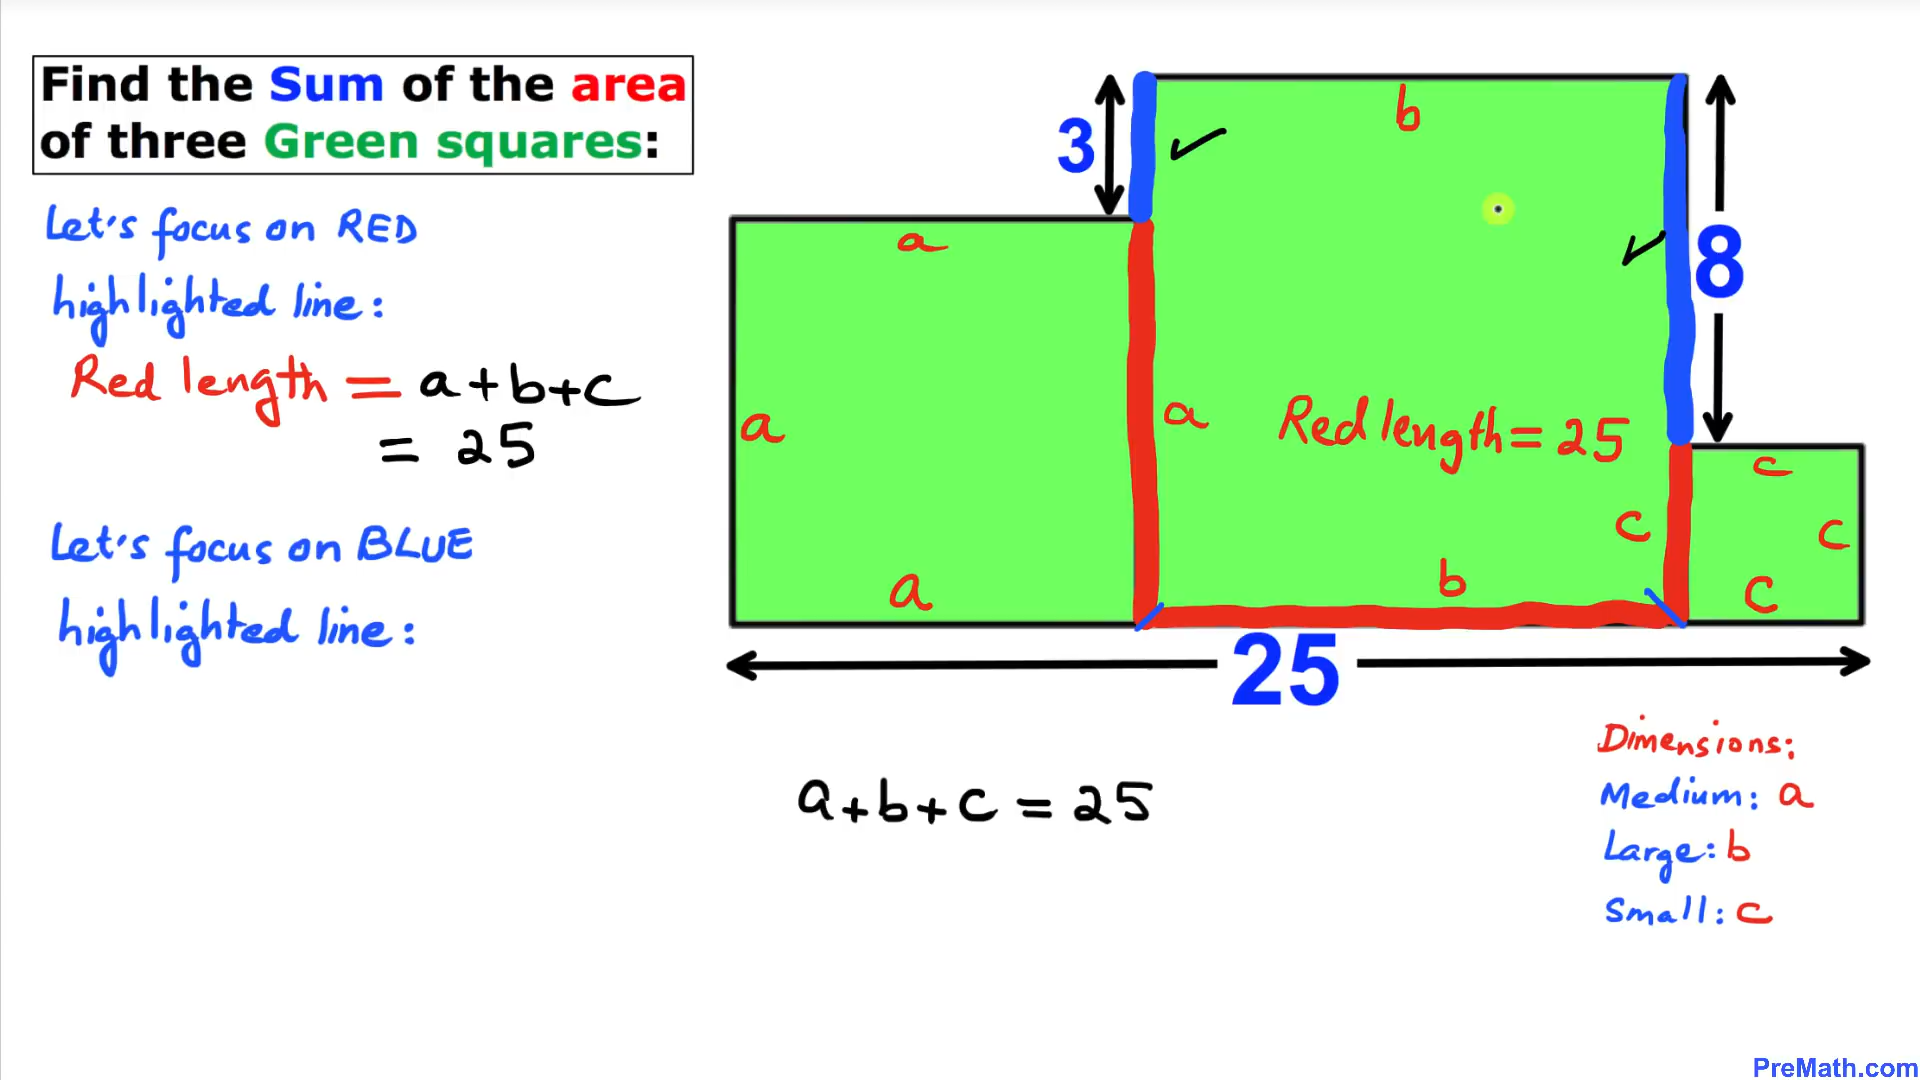 Find the Sum of the area
of three Green squares:
Let's focus on RED
highlighted line:
Red length = a+b+c
= 25
Let's focus on BLUE
highlighted line:
3
b
8
a
a
a
Red length = 25
c
c
c
a
b
c
25
a+b+c = 25
Dimensions:
Medium: a
Large: b
Small: c
PreMath.com